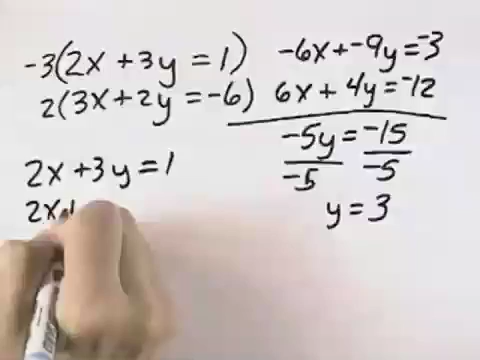 -3(2x + 3y = 1)
2(3x + 2y = -6)
-6x + -9y = -3
6x + 4y = -12
-5y = -15
-5 -5
y = 3
2x + 3y = 1
2x +